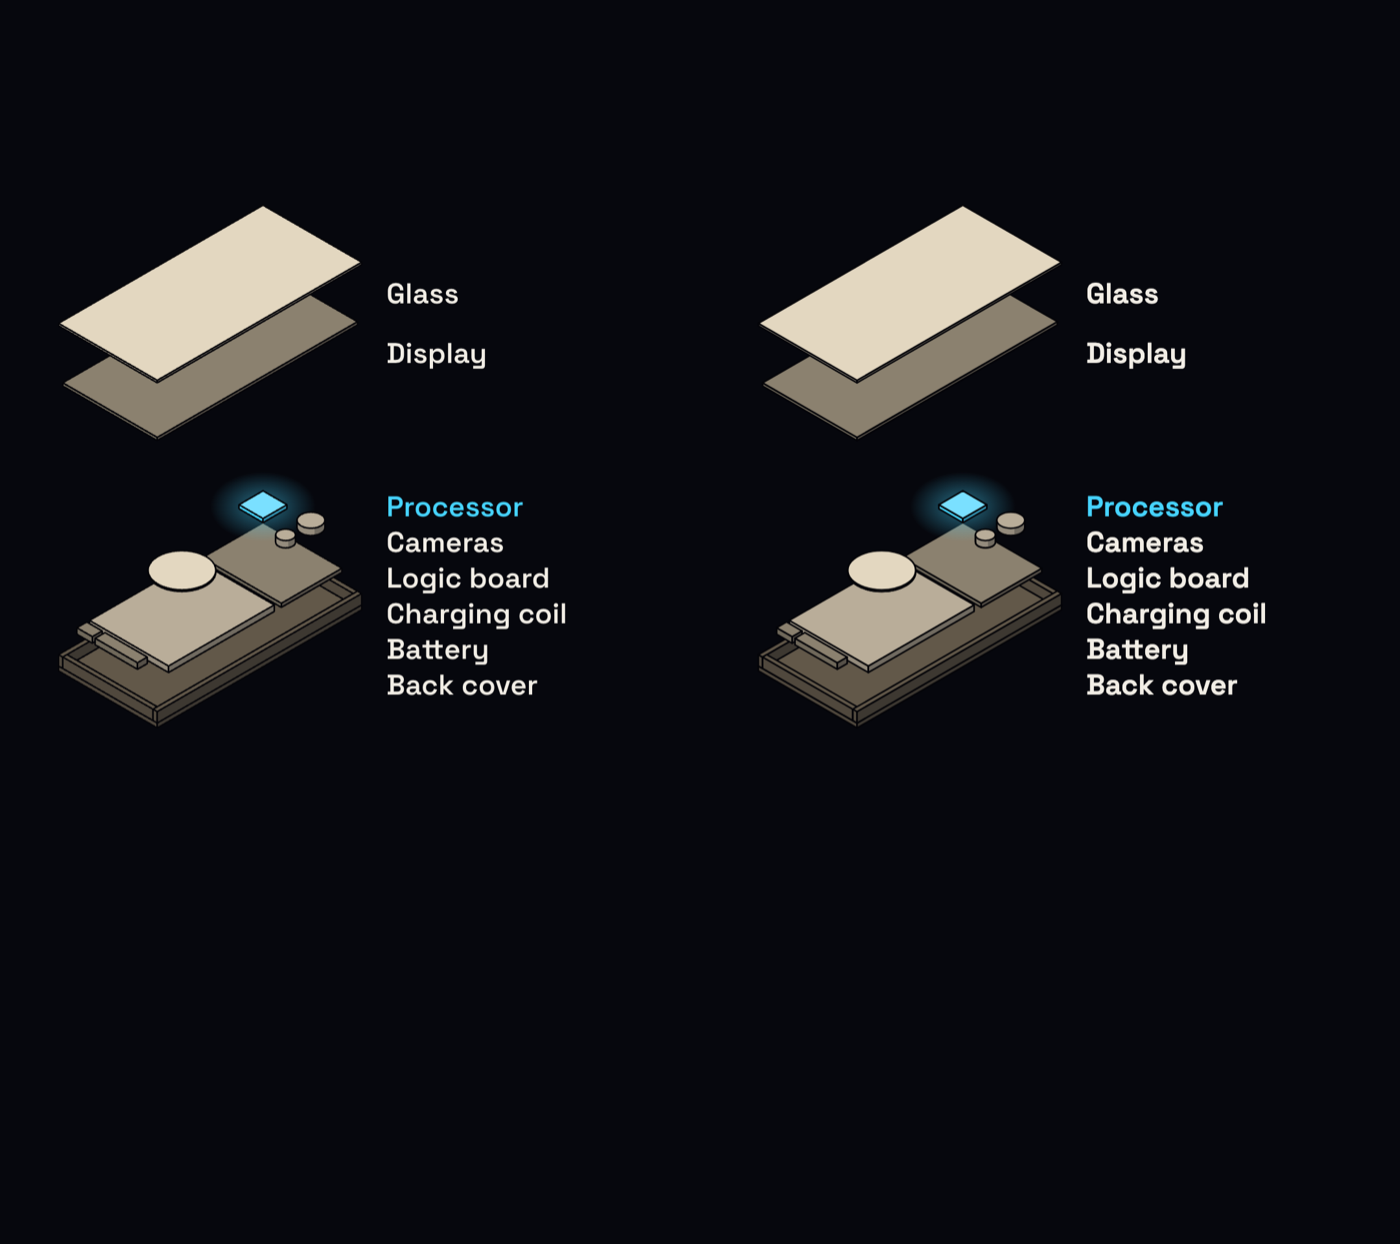 Glass
Display
Processor
Cameras
Logic board
Charging coil
Battery
Back cover
Glass
Display
Processor
Cameras
Logic board
Charging coil
Battery
Back cover